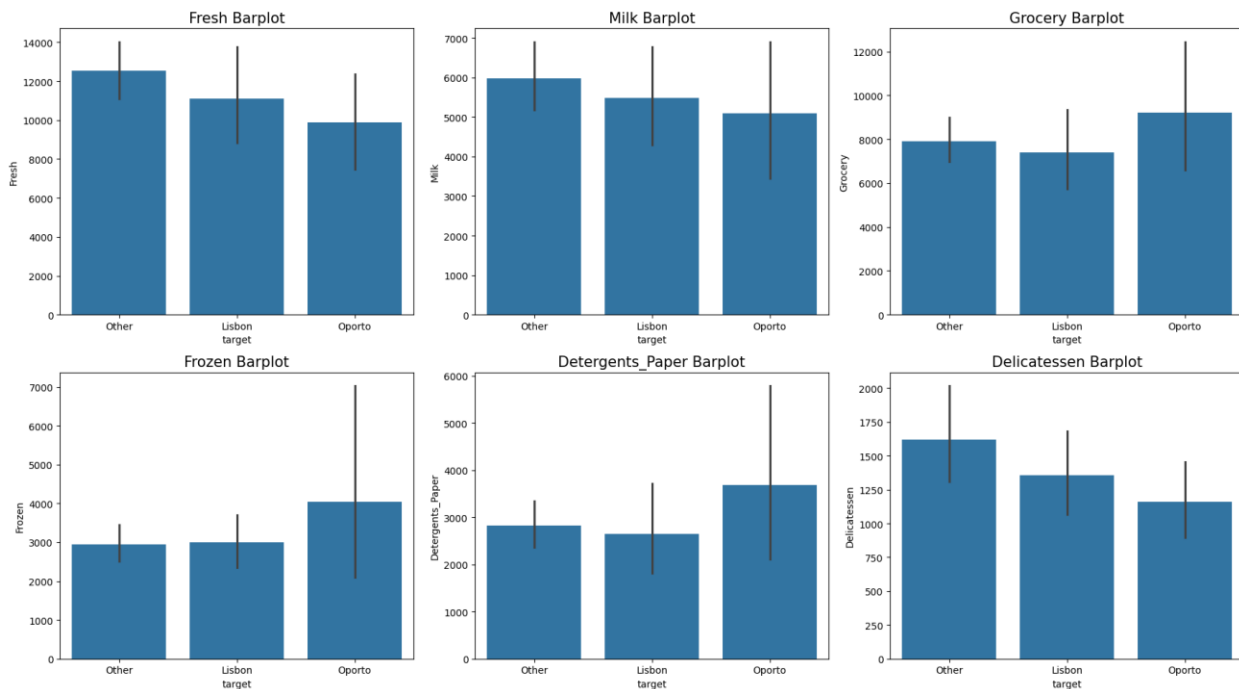 Fresh Barplot
14000
12000
10000
8000
6000
4000
2000
0
Fresh
Other Lisbon Oporto
target
Milk Barplot
7000
6000
5000
4000
3000
2000
1000
0
Milk
Other Lisbon Oporto
target
Grocery Barplot
12000
10000
8000
6000
4000
2000
0
Grocery
Other Lisbon Oporto
target
Frozen Barplot
7000
6000
5000
4000
3000
2000
1000
0
Frozen
Other Lisbon Oporto
target
Detergents_Paper Barplot
6000
5000
4000
3000
2000
1000
0
Detergents_Paper
Other Lisbon Oporto
target
Delicatessen Barplot
2000
1750
1500
1250
1000
750
500
250
0
Delicatessen
Other Lisbon Oporto
target